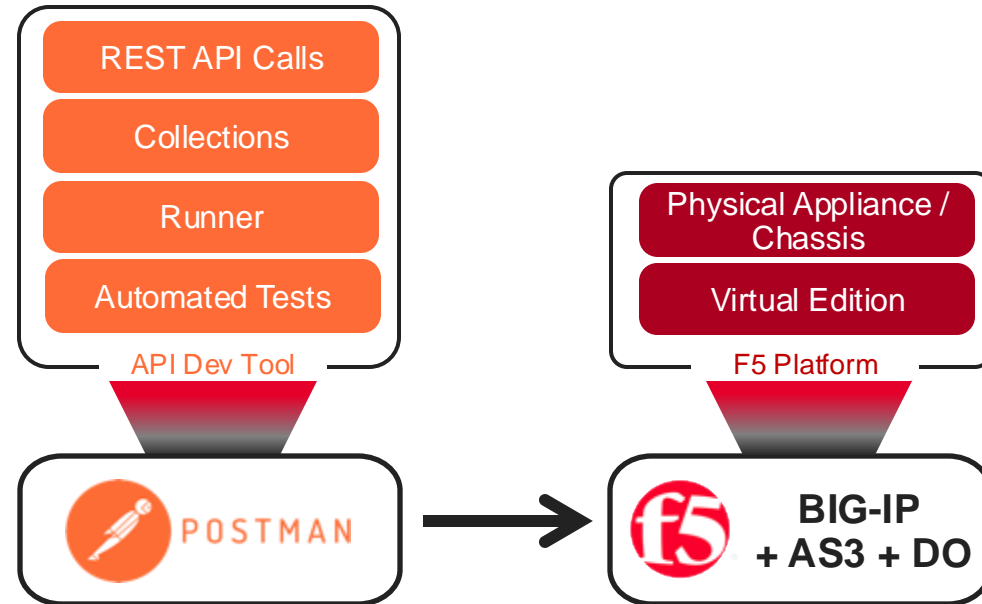 REST API Calls
Collections
Runner
Automated Tests
API Dev Tool
POSTMAN
Physical Appliance /
Chassis
Virtual Edition
F5 Platform
f5
BIG-IP
+ AS3 + DO